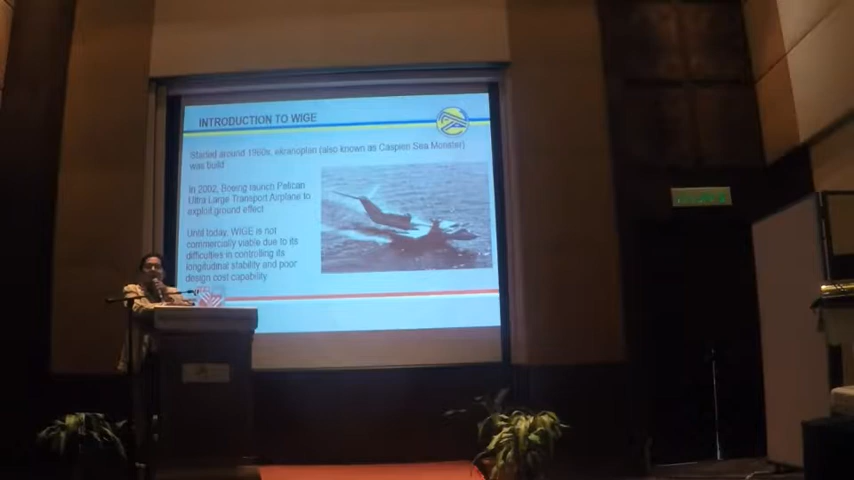 INTRODUCTION TO WIGE
Started around 1960s, ekranoplan (also known as Caspian Sea Monster)
was build
In 2002, Boeing launch Pelican
Ultra Large Transport Airplane to
exploit ground effect
Until today, WIGE is not
commercially viable due to its
difficulties in controlling its
longitudinal stability and poor
design cost capability